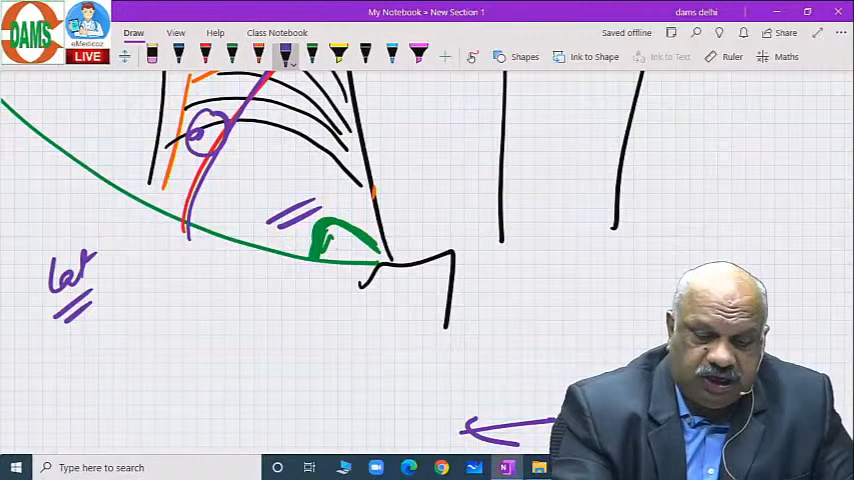 DAMS
eMedicoz
LIVE
My Notebook = New Section 1
dams delhi
Draw
View
Help
Class Notebook
Saved offline
Share
Shapes
Ink to Shape
Ink to Text
Ruler
Maths
Lat
Type here to search